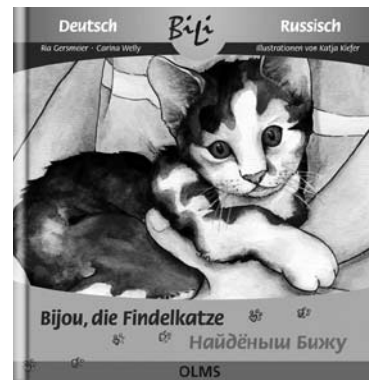 Deutsch BiLi Russisch
Ria Gersmeier · Carina Welly Illustrationen von Katja Kiefer
Bijou, die Findelkatze
Найдёныш Бижу
OLMS